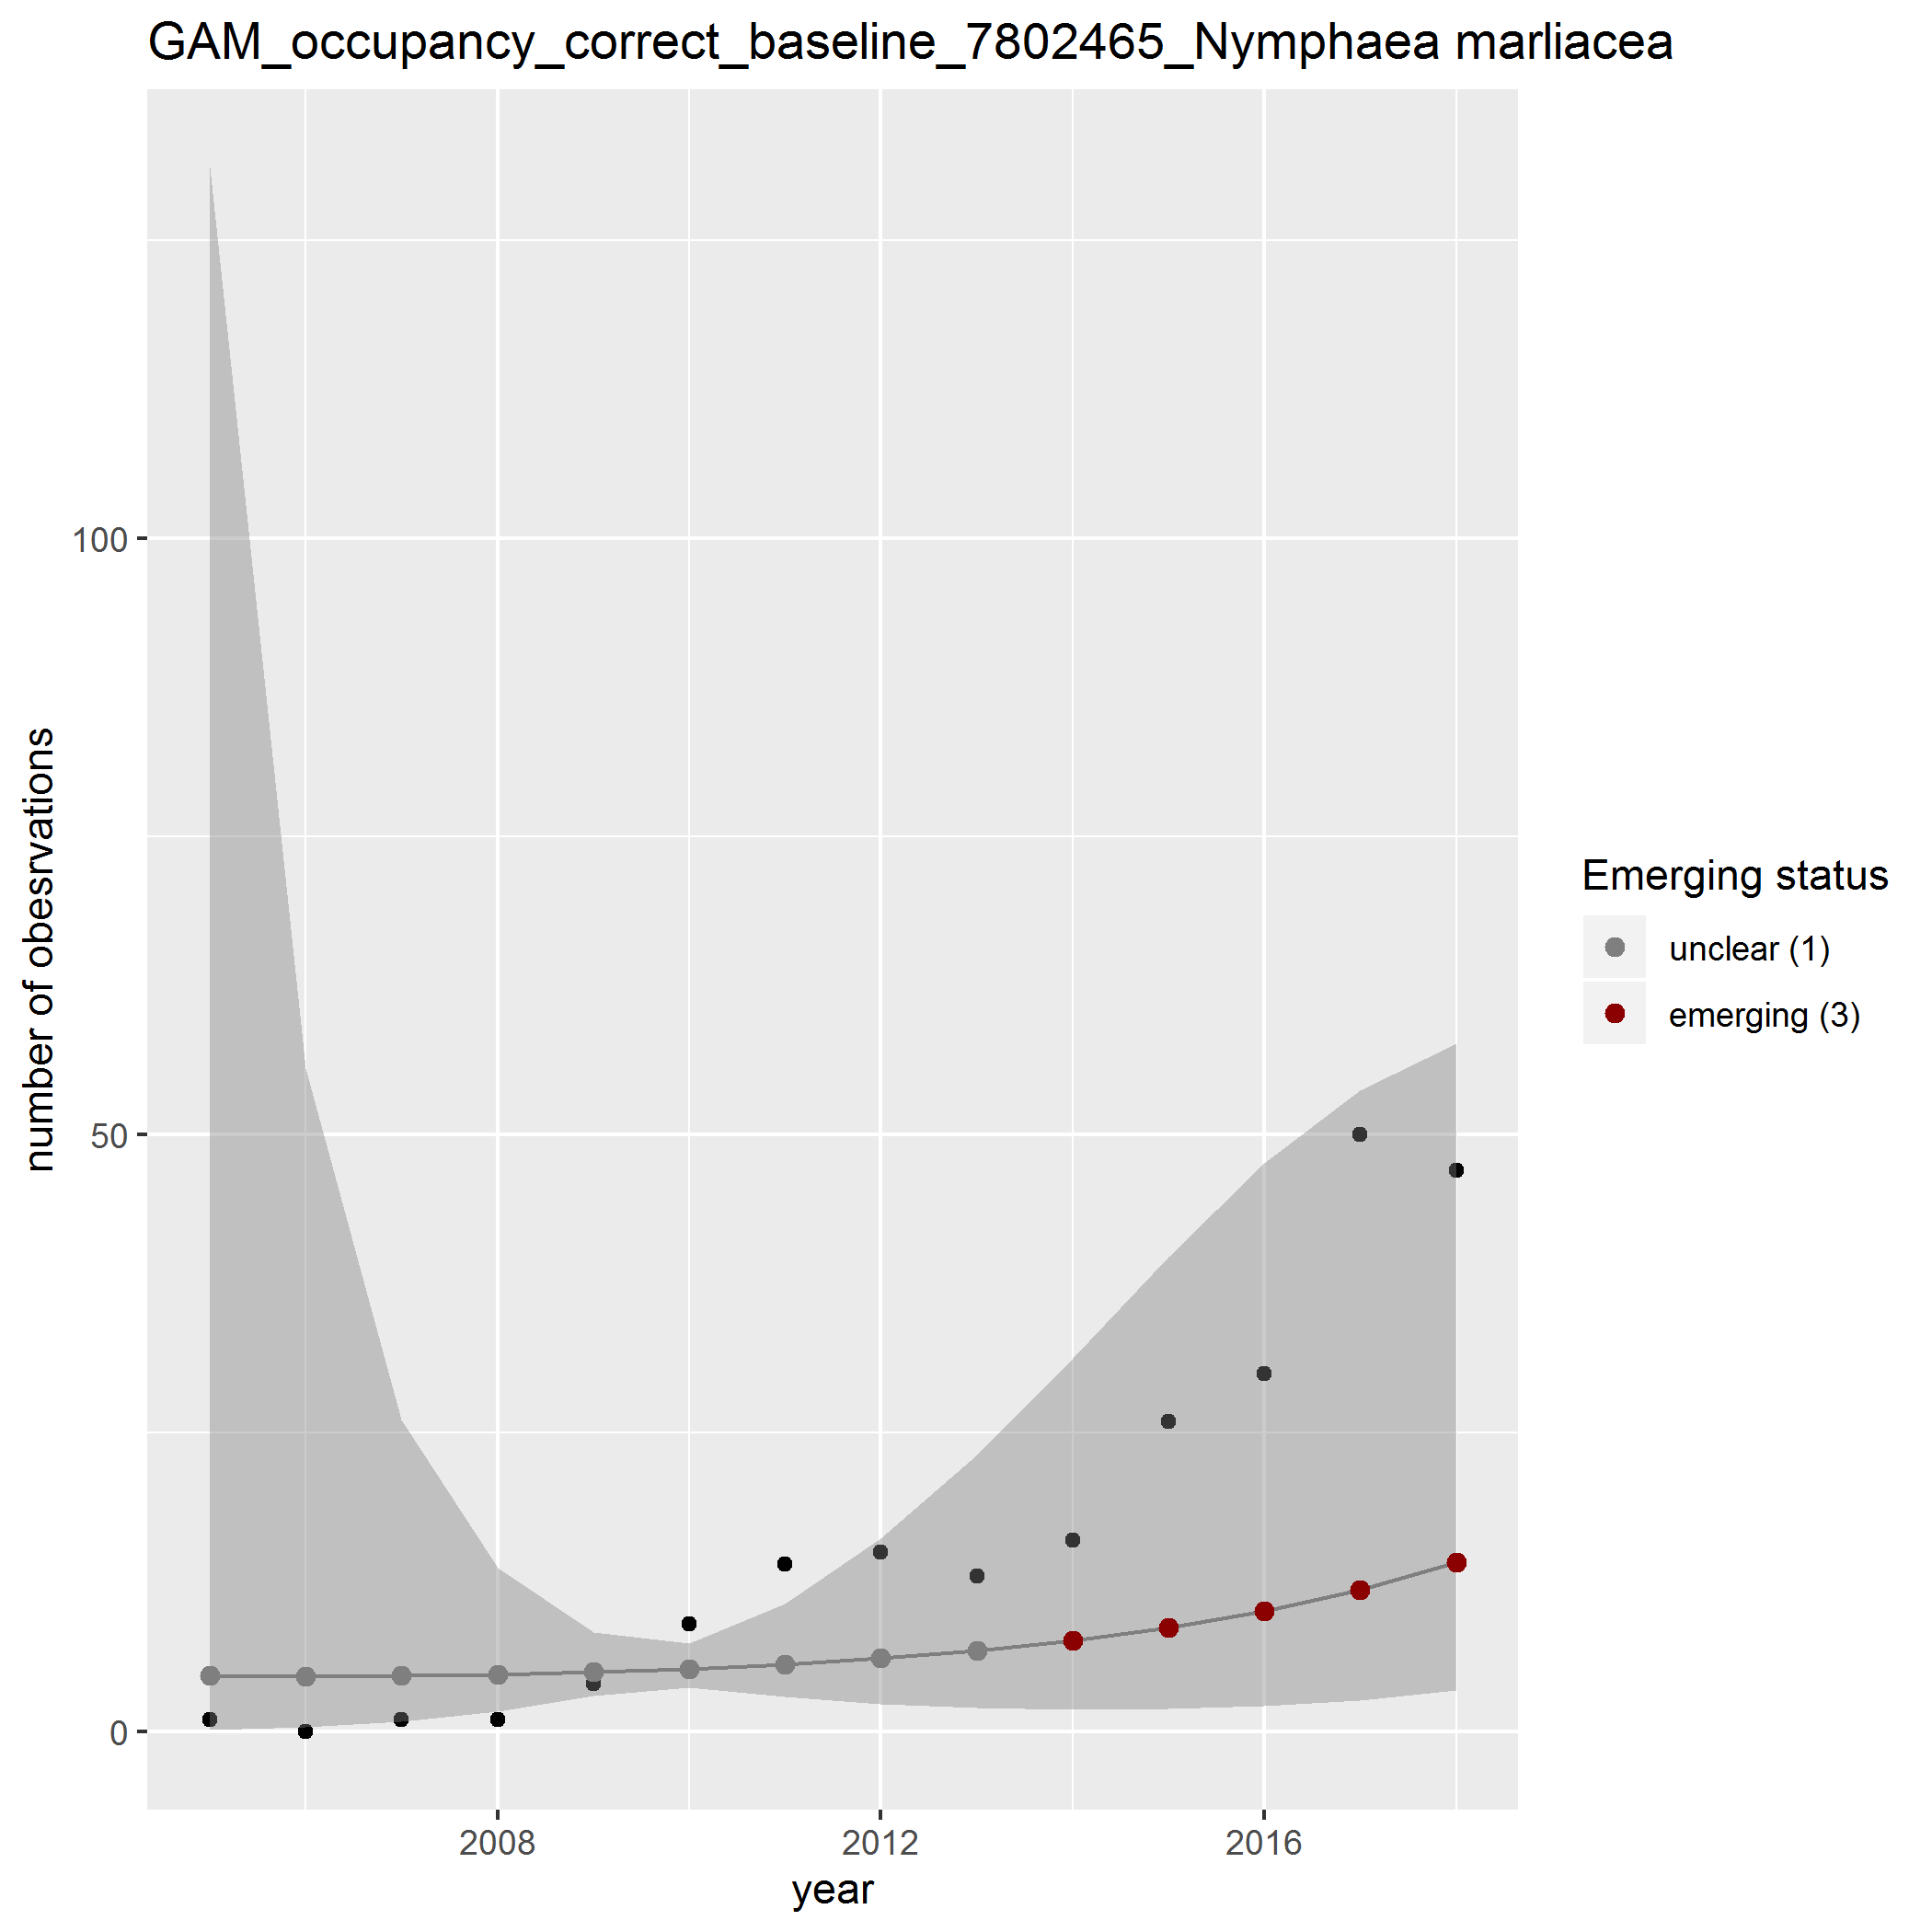 GAM_occupancy_correct_baseline_7802465_Nymphaea marliacea
number of obesrvations
100
50
0
2008
2012
2016
year
Emerging status
unclear (1)
emerging (3)